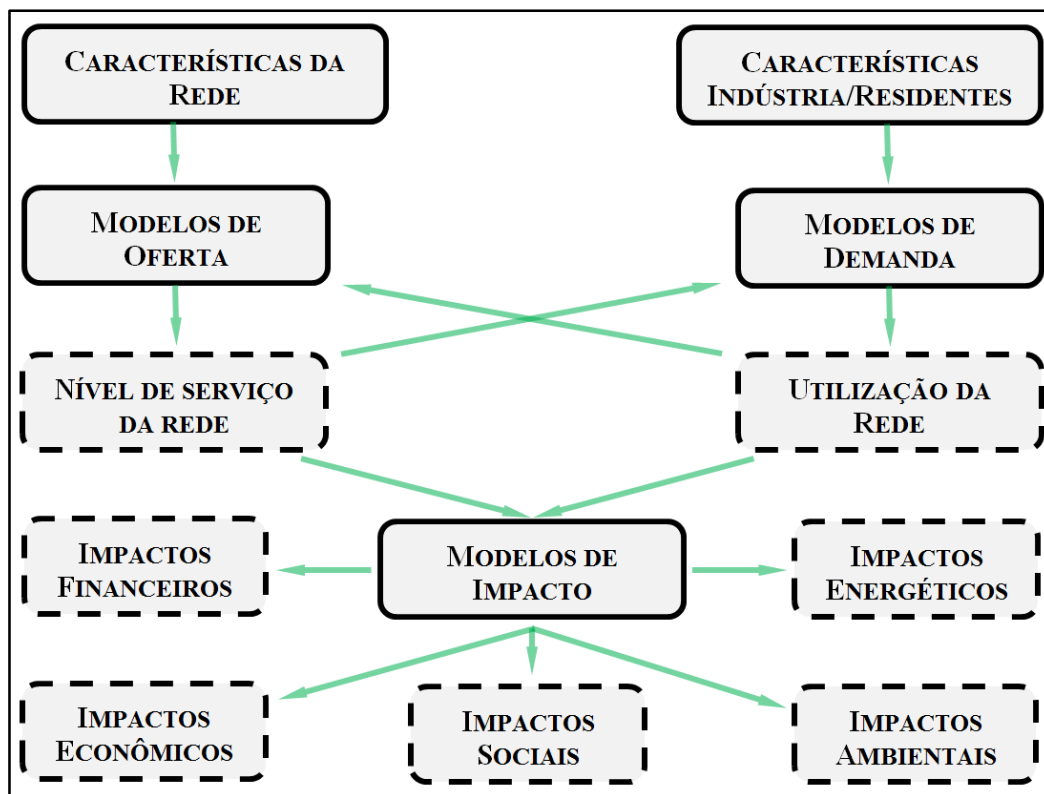 CARACTERÍSTICAS DA
REDE
CARACTERÍSTICAS
INDÚSTRIA/RESIDENTES
MODELOS DE
OFERTA
MODELOS DE
DEMANDA
NÍVEL DE SERVIÇO
DA REDE
UTILIZAÇÃO DA
REDE
IMPACTOS
FINANCEIROS
MODELOS DE
IMPACTO
IMPACTOS
ENERGÉTICOS
IMPACTOS
ECONÔMICOS
IMPACTOS
SOCIAIS
IMPACTOS
AMBIENTAIS